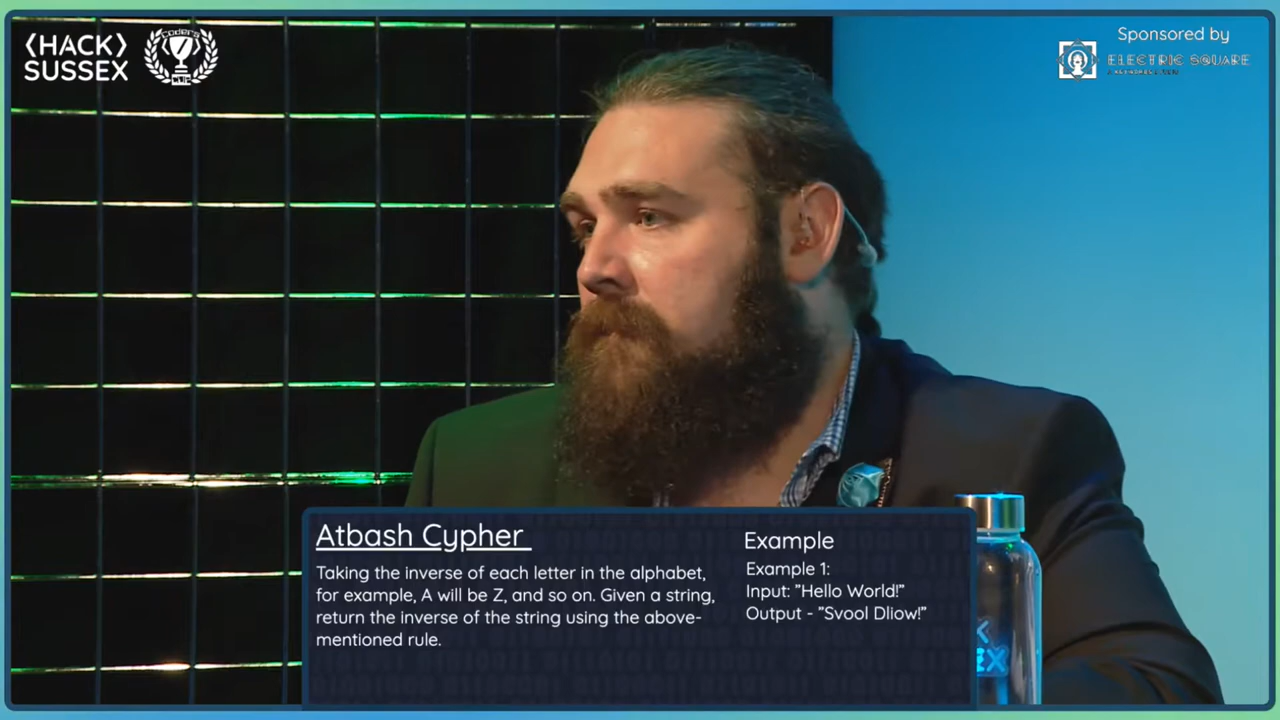 ⟨HACK⟩
SUSSEX
Coders
CUP
Sponsored by
ELECTRIC SQUARE
Atbash Cypher
Taking the inverse of each letter in the alphabet,
for example, A will be Z, and so on. Given a string,
return the inverse of the string using the above-
mentioned rule.
Example
Example 1:
Input: ”Hello World!”
Output - ”Svool Dliow!”